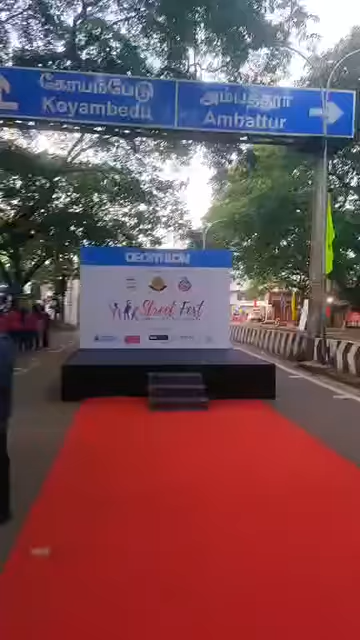 கோயம்பேடு
Koyambedu
அம்பத்தூர்
Ambattur
DECATHLON
Street Fest